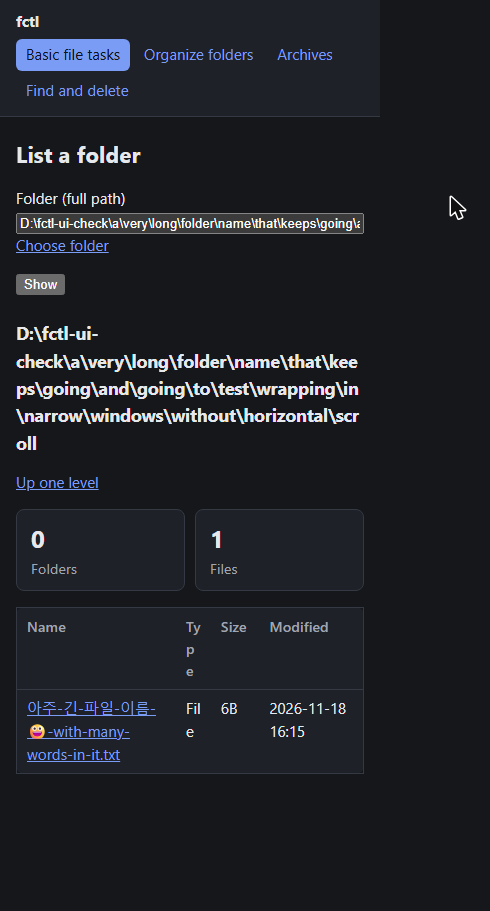 fctl
Basic file tasks Organize folders Archives
Find and delete
List a folder
Folder (full path)
D:\fctl-ui-check\a\very\long\folder\name\that\keeps\going\a
Choose folder
Show
D:\fctl-ui-
check\a\very\long\folder\name\that\kee
ps\going\and\going\to\test\wrapping\in
\narrow\windows\without\horizontal\scr
oll
Up one level
0 1
Folders Files
Name Ty Size Modified
p
e
아주-긴-파일-이름- Fil 6B 2026-11-18
😀-with-many- e 16:15
words-in-it.txt